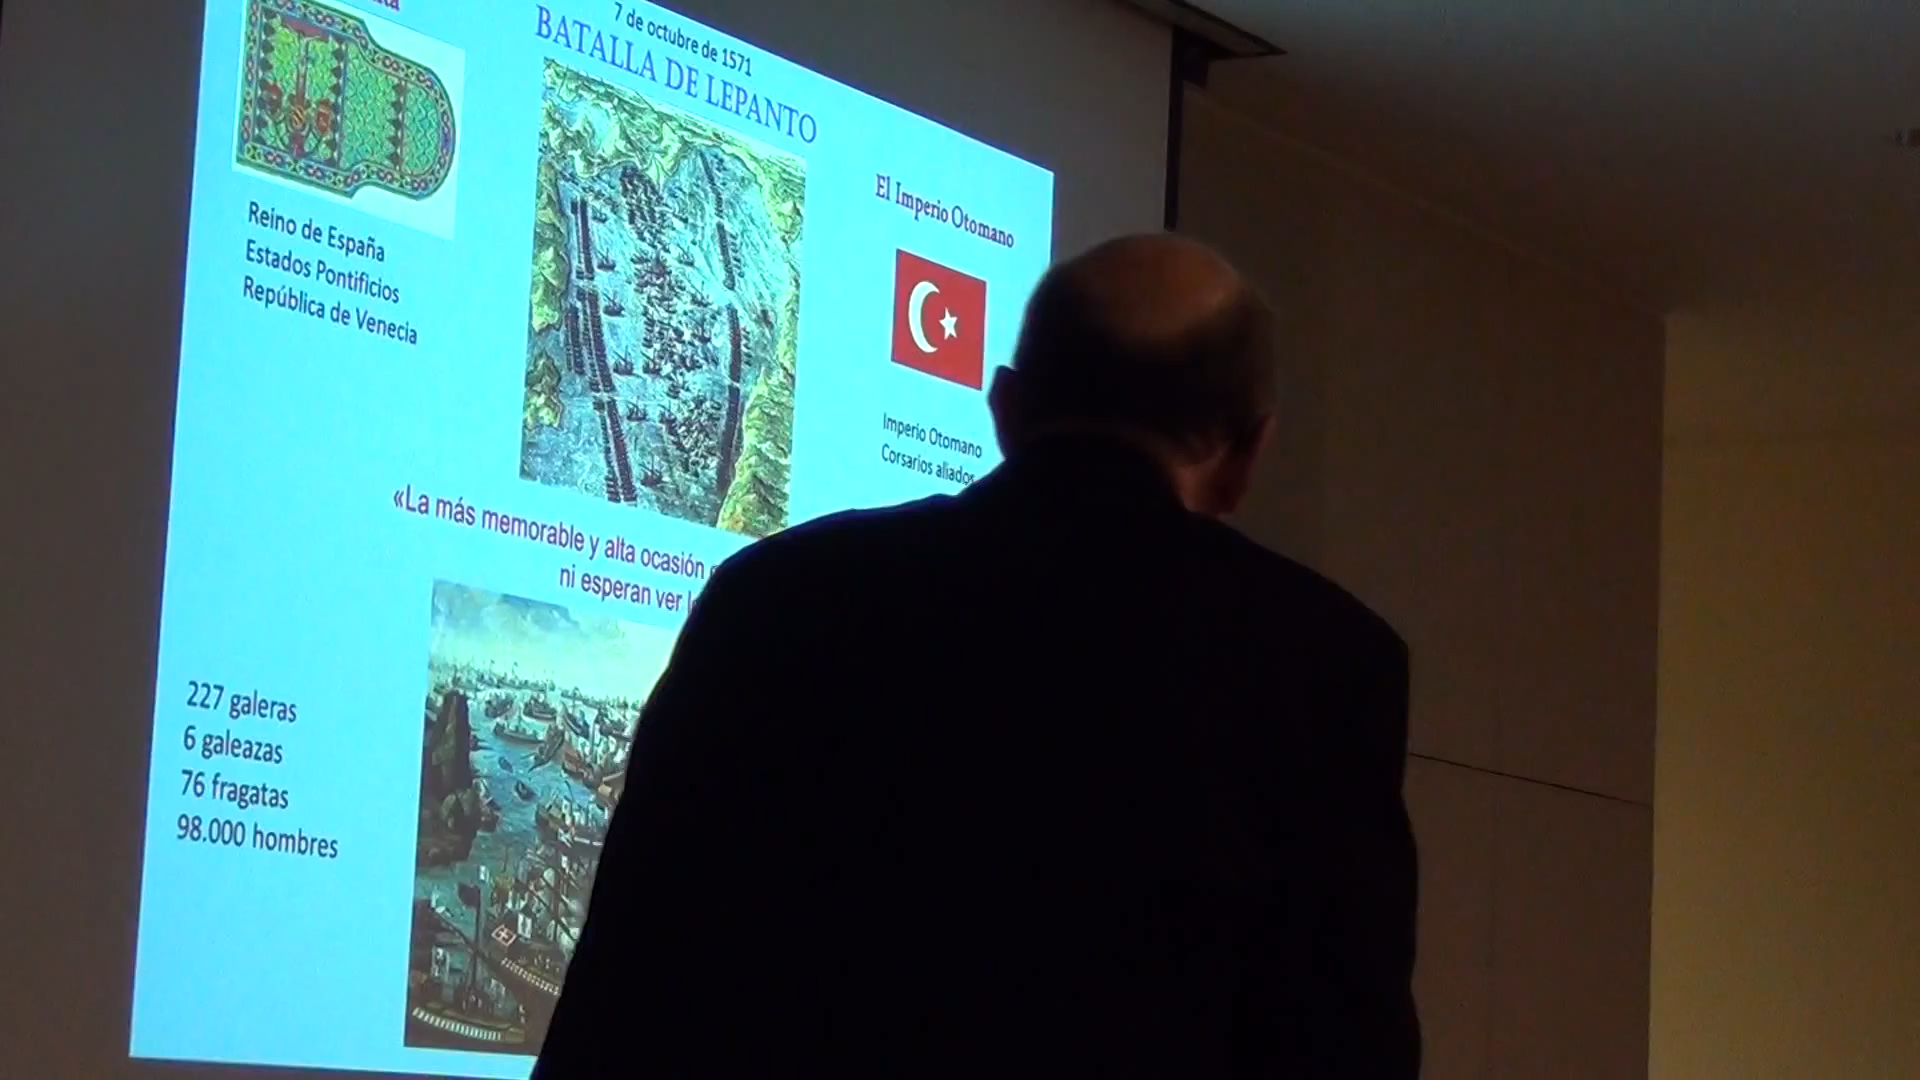 7 de octubre de 1571
BATALLA DE LEPANTO
Reino de España
Estados Pontificios
República de Venecia
El Imperio Otomano
Imperio Otomano
Corsarios aliados
«La más memorable y alta ocasión
ni esperan ver
227 galeras
6 galeazas
76 fragatas
98.000 hombres